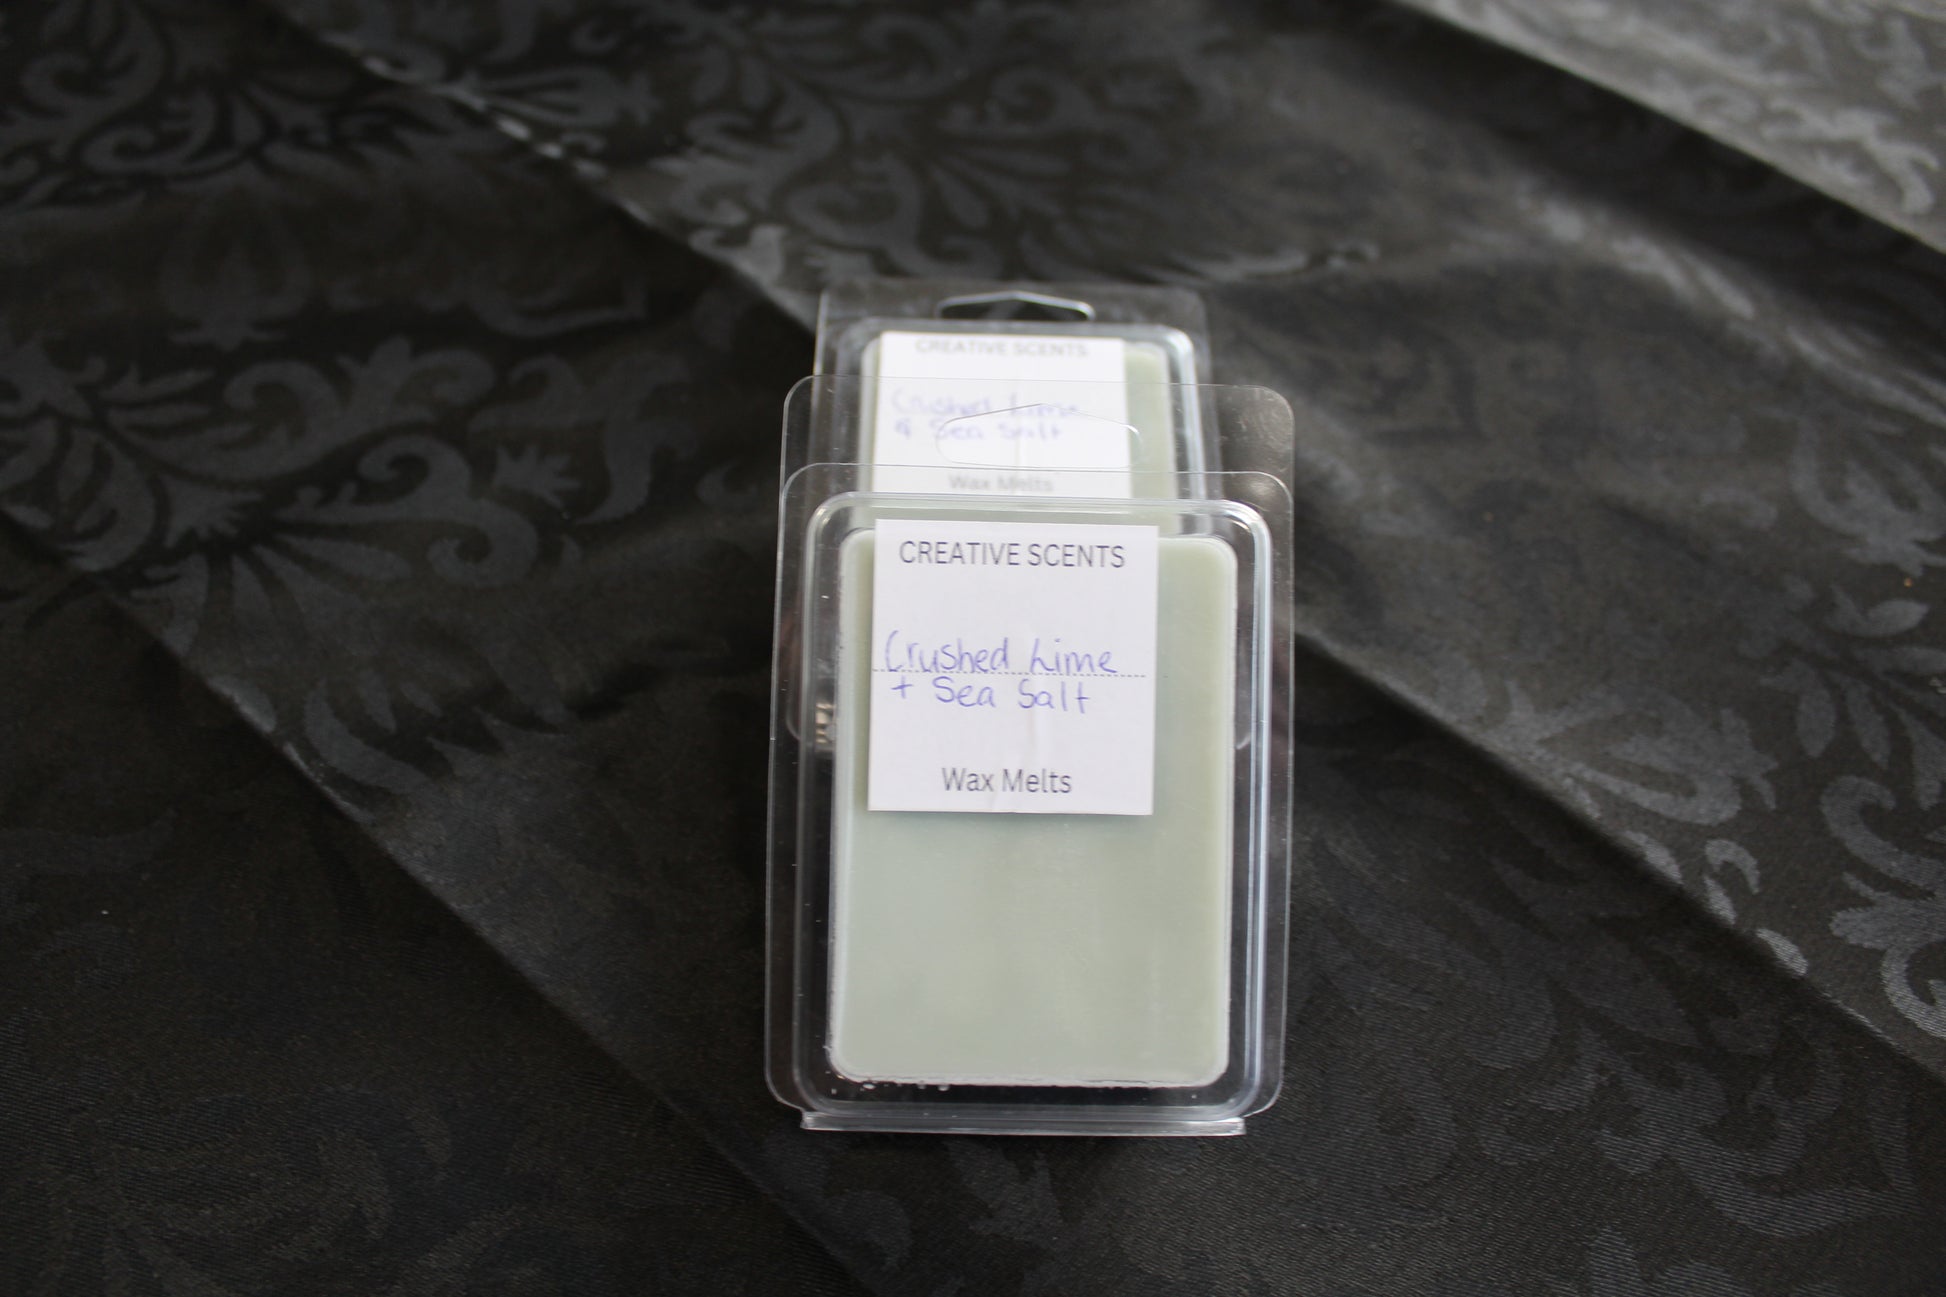 CREATIVE SCENTS
Crushed Lime
& Sea Salt
Wax Melts
CREATIVE SCENTS
Crushed Lime
+ Sea Salt
Wax Melts